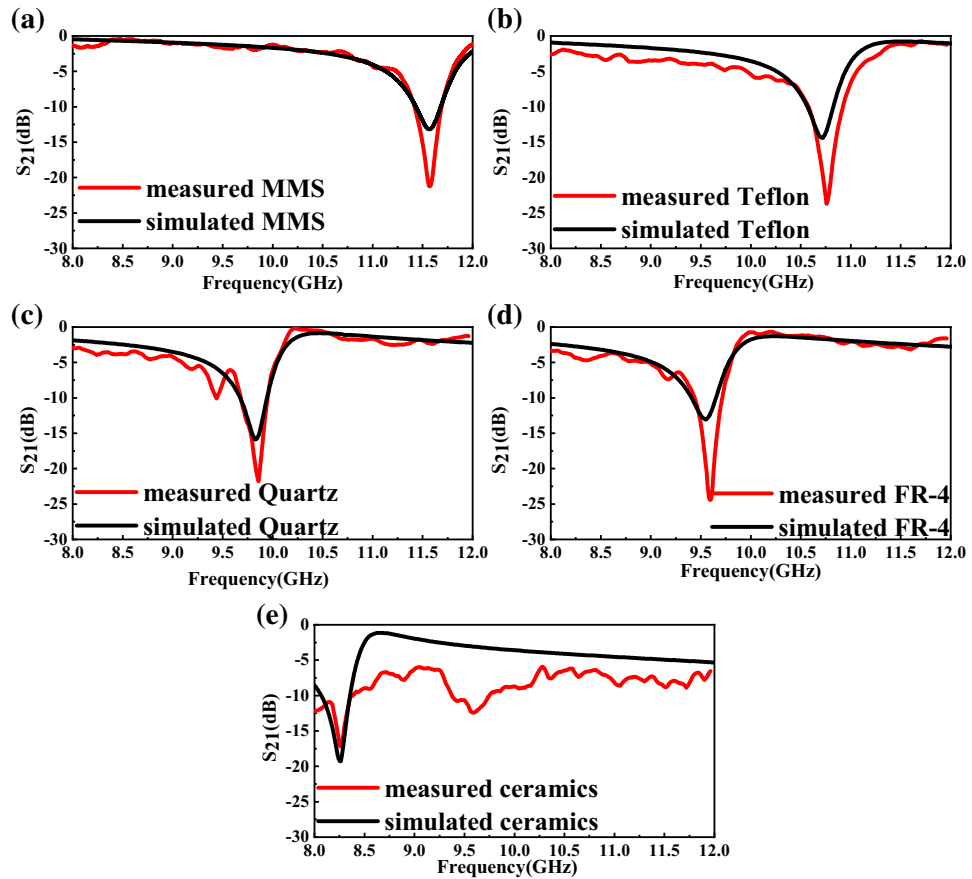 (a)
0
-5
-10
-15
-20
-25
-30
S21(dB)
measured MMS
simulated MMS
8.0 8.5 9.0 9.5 10.0 10.5 11.0 11.5 12.0
Frequency(GHz)
(b)
0
-5
-10
-15
-20
-25
-30
S21(dB)
measured Teflon
simulated Teflon
8.0 8.5 9.0 9.5 10.0 10.5 11.0 11.5 12.0
Frequency(GHz)
(c)
0
-5
-10
-15
-20
-25
-30
S21(dB)
measured Quartz
simulated Quartz
8.0 8.5 9.0 9.5 10.0 10.5 11.0 11.5 12.0
Frequency(GHz)
(d)
0
-5
-10
-15
-20
-25
-30
S21(dB)
measured FR-4
simulated FR-4
8.0 8.5 9.0 9.5 10.0 10.5 11.0 11.5 12.0
Frequency(GHz)
(e)
0
-5
-10
-15
-20
-25
-30
S21(dB)
measured ceramics
simulated ceramics
8.0 8.5 9.0 9.5 10.0 10.5 11.0 11.5 12.0
Frequency(GHz)